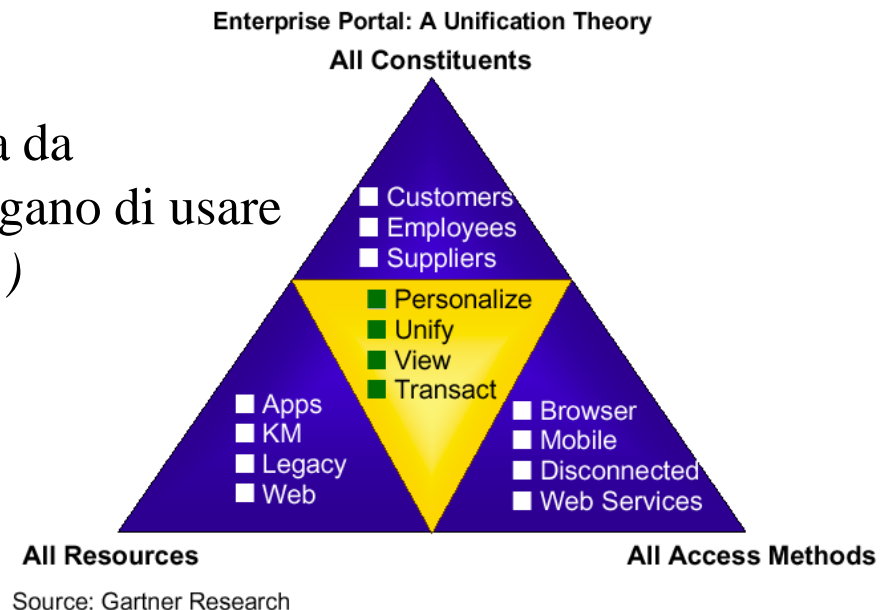 Enterprise Portal: A Unification Theory
All Constituents
a da
gano di usare
)
Customers
Employees
Suppliers
Personalize
Unify
View
Transact
Apps
KM
Legacy
Web
Browser
Mobile
Disconnected
Web Services
All Resources
All Access Methods
Source: Gartner Research